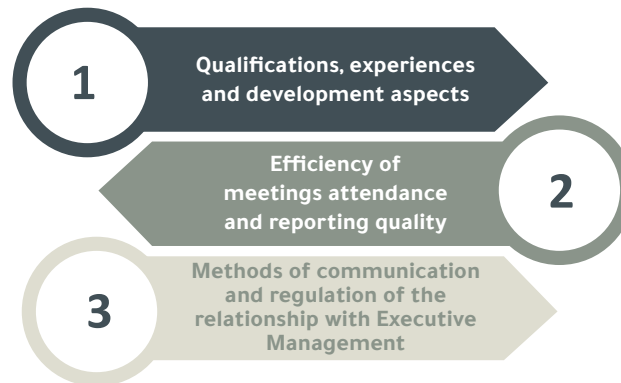 1
Qualifications, experiences
and development aspects
Efficiency of
meetings attendance
and reporting quality
2
3
Methods of communication
and regulation of the
relationship with Executive
Management